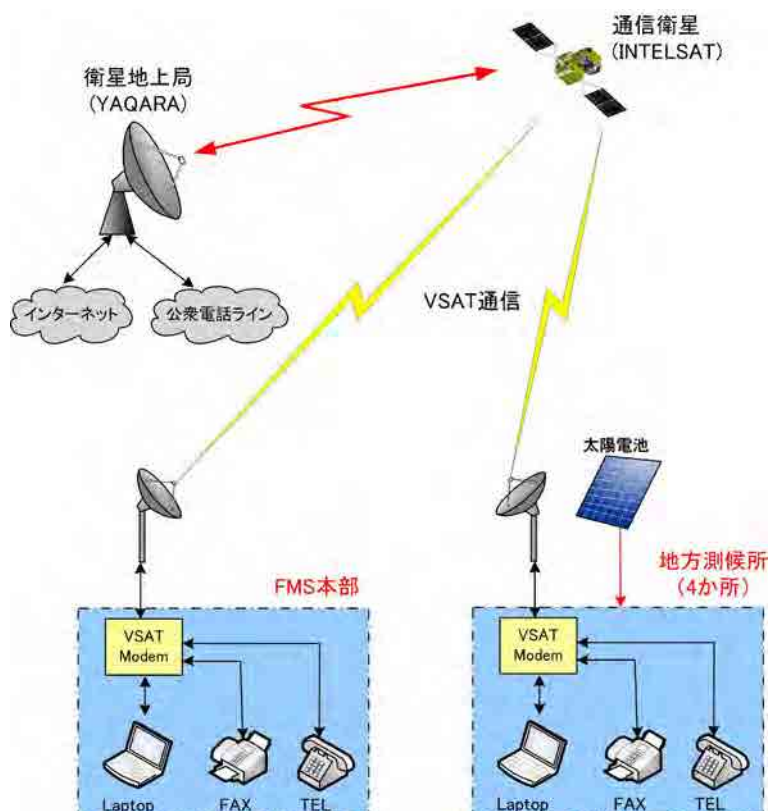 通信衛星
(INTELSAT)
衛星地上局
(YAQARA)
インターネット
公衆電話ライン
VSAT通信
太陽電池
FMS本部
地方測候所
(4か所)
VSAT
Modem
Laptop
FAX
TEL
VSAT
Modem
Laptop
FAX
TEL